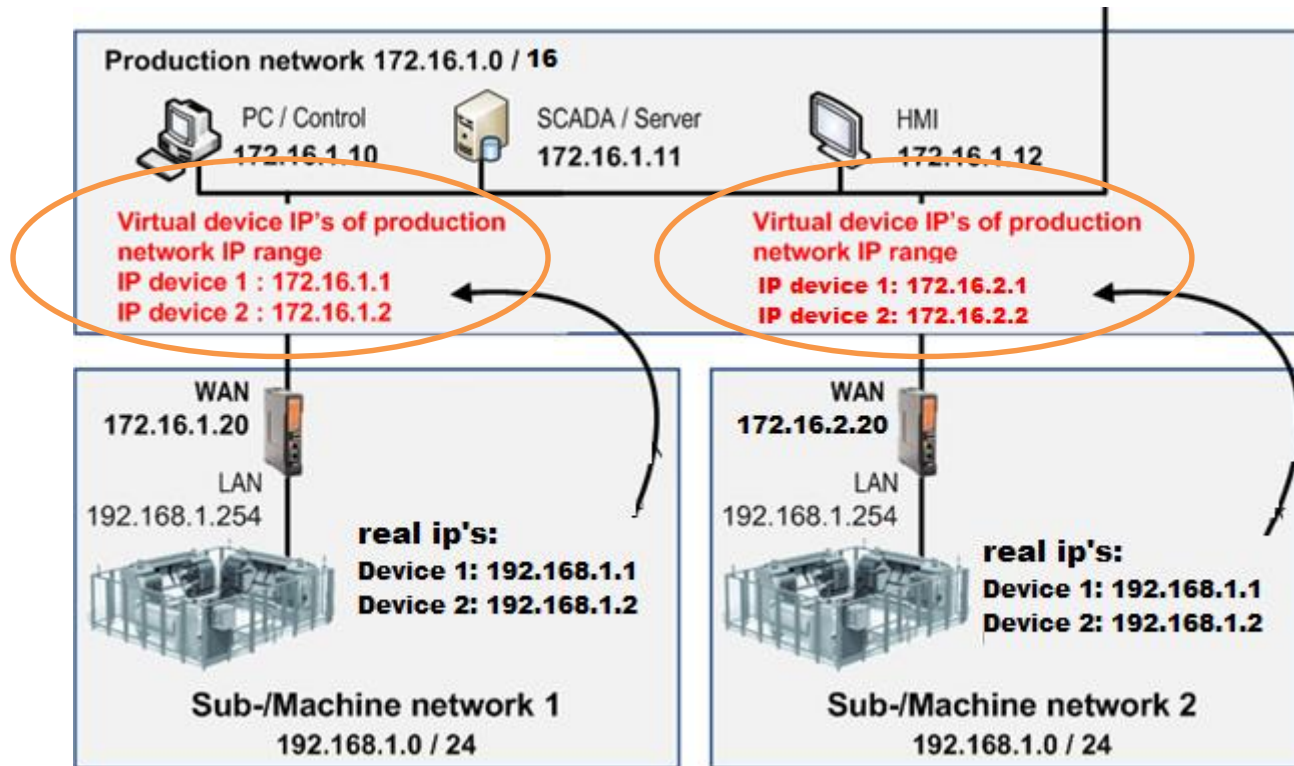 Production network 172.16.1.0 / 16
PC / Control
172.16.1.10
SCADA / Server
172.16.1.11
HMI
172.16.1.12
Virtual device IP's of production
network IP range
IP device 1 : 172.16.1.1
IP device 2 : 172.16.1.2
Virtual device IP's of production
network IP range
IP device 1: 172.16.2.1
IP device 2: 172.16.2.2
WAN
172.16.1.20
LAN
192.168.1.254
real ip's:
Device 1: 192.168.1.1
Device 2: 192.168.1.2
Sub-/Machine network 1
192.168.1.0 / 24
WAN
172.16.2.20
LAN
192.168.1.254
real ip's:
Device 1: 192.168.1.1
Device 2: 192.168.1.2
Sub-/Machine network 2
192.168.1.0 / 24